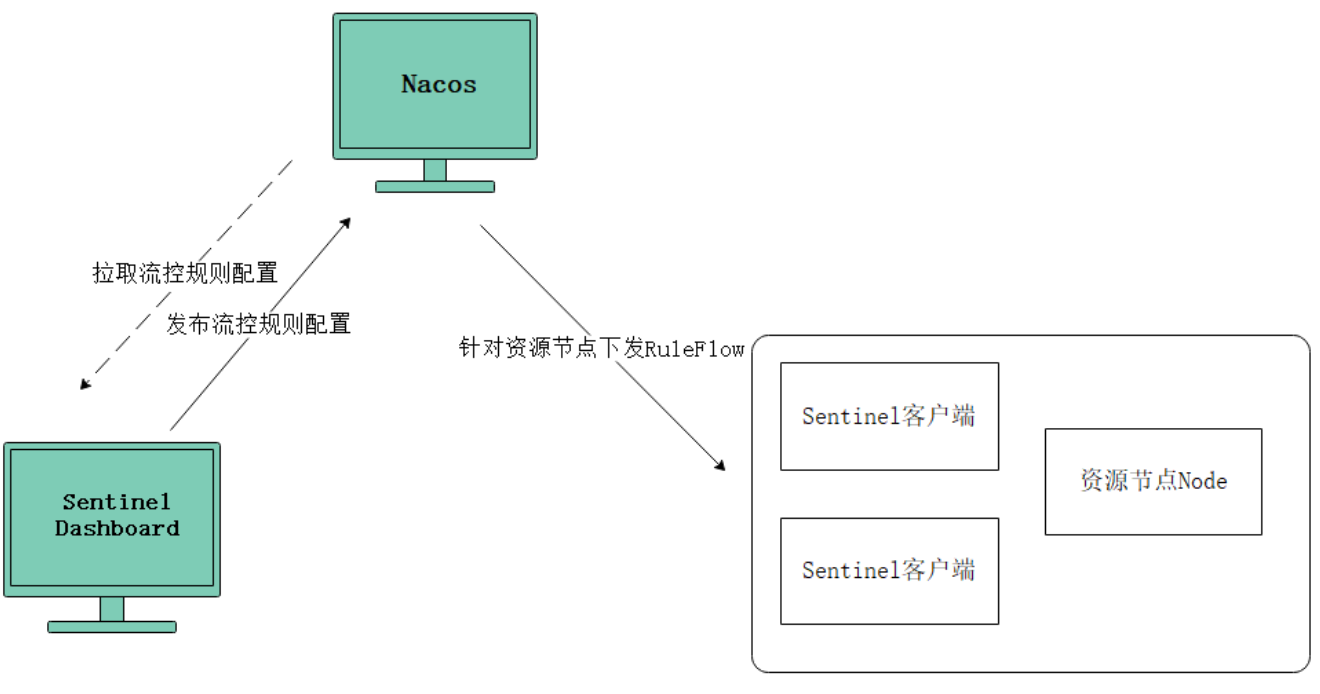 Nacos
拉取流控规则配置
发布流控规则配置
针对资源节点下发RuleFlow
Sentinel客户端
资源节点Node
Sentinel
Dashboard
Sentinel客户端